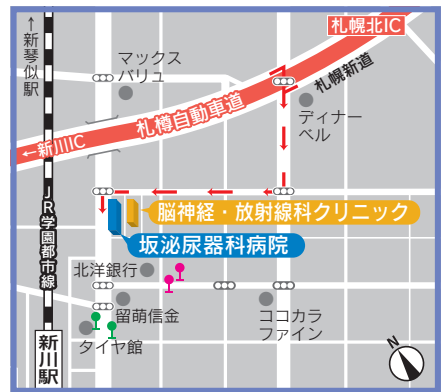 札幌北IC
↑新琴似駅
マックス
バリュ
札幌新道
ディナー
ベル
札樽自動車道
←新川IC
JR学園都市線
脳神経・放射線科クリニック
坂泌尿器科病院
北洋銀行
留萌信金
ココカラ
ファイン
新川駅
タイヤ館
N